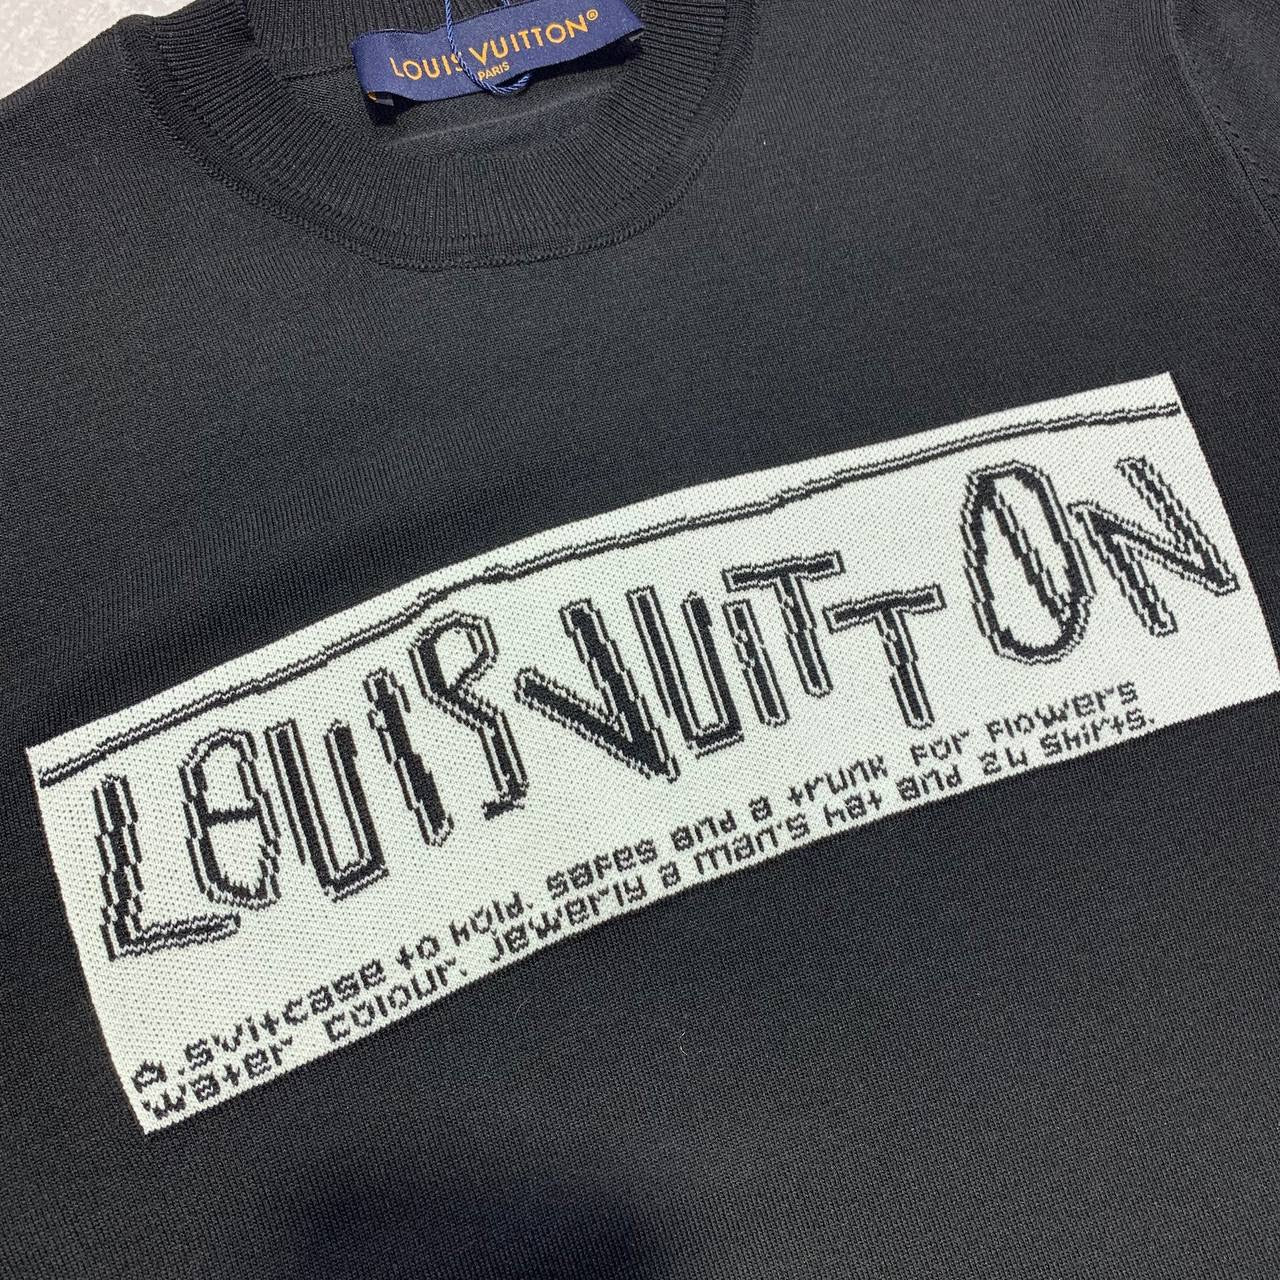 LOUIS VUITTON®
PARIS
LOUIS VUITTON
A.Suitcase to hold. Safes and a trunk for flowers
water colour. Jewerly a man's hat and 24 shirts.